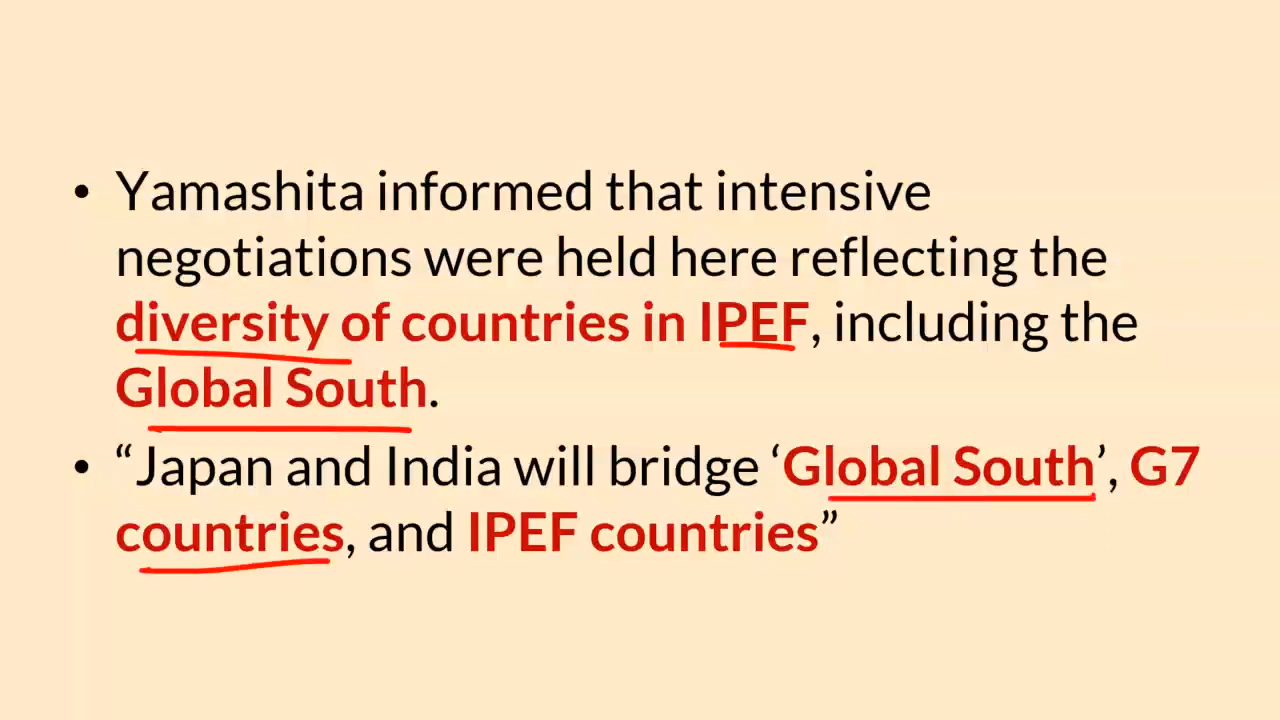 • Yamashita informed that intensive
negotiations were held here reflecting the
diversity of countries in IPEF, including the
Global South.
• “Japan and India will bridge ‘Global South’, G7
countries, and IPEF countries”